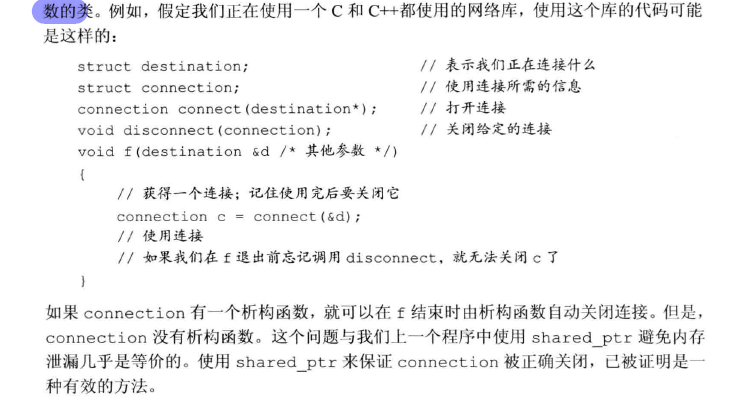 数的类。例如，假定我们正在使用一个 C 和 C++都使用的网络库，使用这个库的代码可能
是这样的：
struct destination; // 表示我们正在连接什么
struct connection; // 使用连接所需的信息
connection connect(destination*); // 打开连接
void disconnect(connection); // 关闭给定的连接
void f(destination &d /* 其他参数 */)
{
// 获得一个连接；记住使用完后要关闭它
connection c = connect(&d);
// 使用连接
// 如果我们在 f 退出前忘记调用 disconnect，就无法关闭 c 了
}
如果 connection 有一个析构函数，就可以在 f 结束时由析构函数自动关闭连接。但是，
connection 没有析构函数。这个问题与我们上一个程序中使用 shared_ptr 避免内存
泄漏几乎是等价的。使用 shared_ptr 来保证 connection 被正确关闭，已被证明是一
种有效的方法。